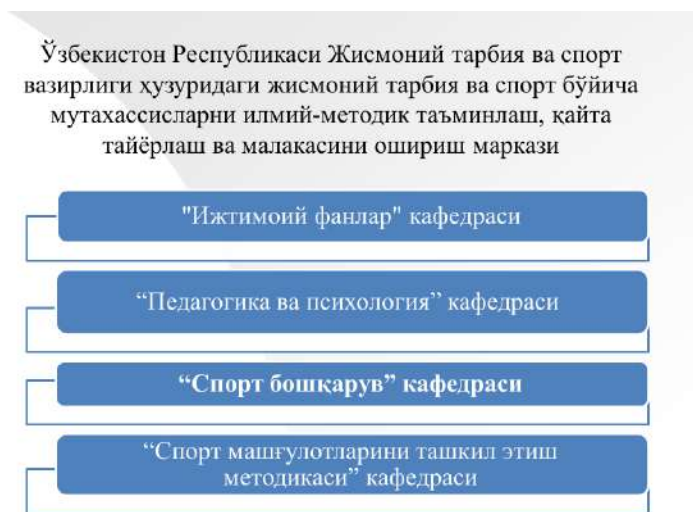 Ўзбекистон Республикаси Жисмоний тарбия ва спорт
вазирлиги ҳузуридаги жисмоний тарбия ва спорт бўйича
мутахассисларни илмий-методик таъминлаш, қайта
тайёрлаш ва малакасини ошириш маркази
"Ижтимоий фанлар" кафедраси
“Педагогика ва психология” кафедраси
“Спорт бошқарув” кафедраси
“Спорт машғулотларини ташкил этиш
методикаси” кафедраси